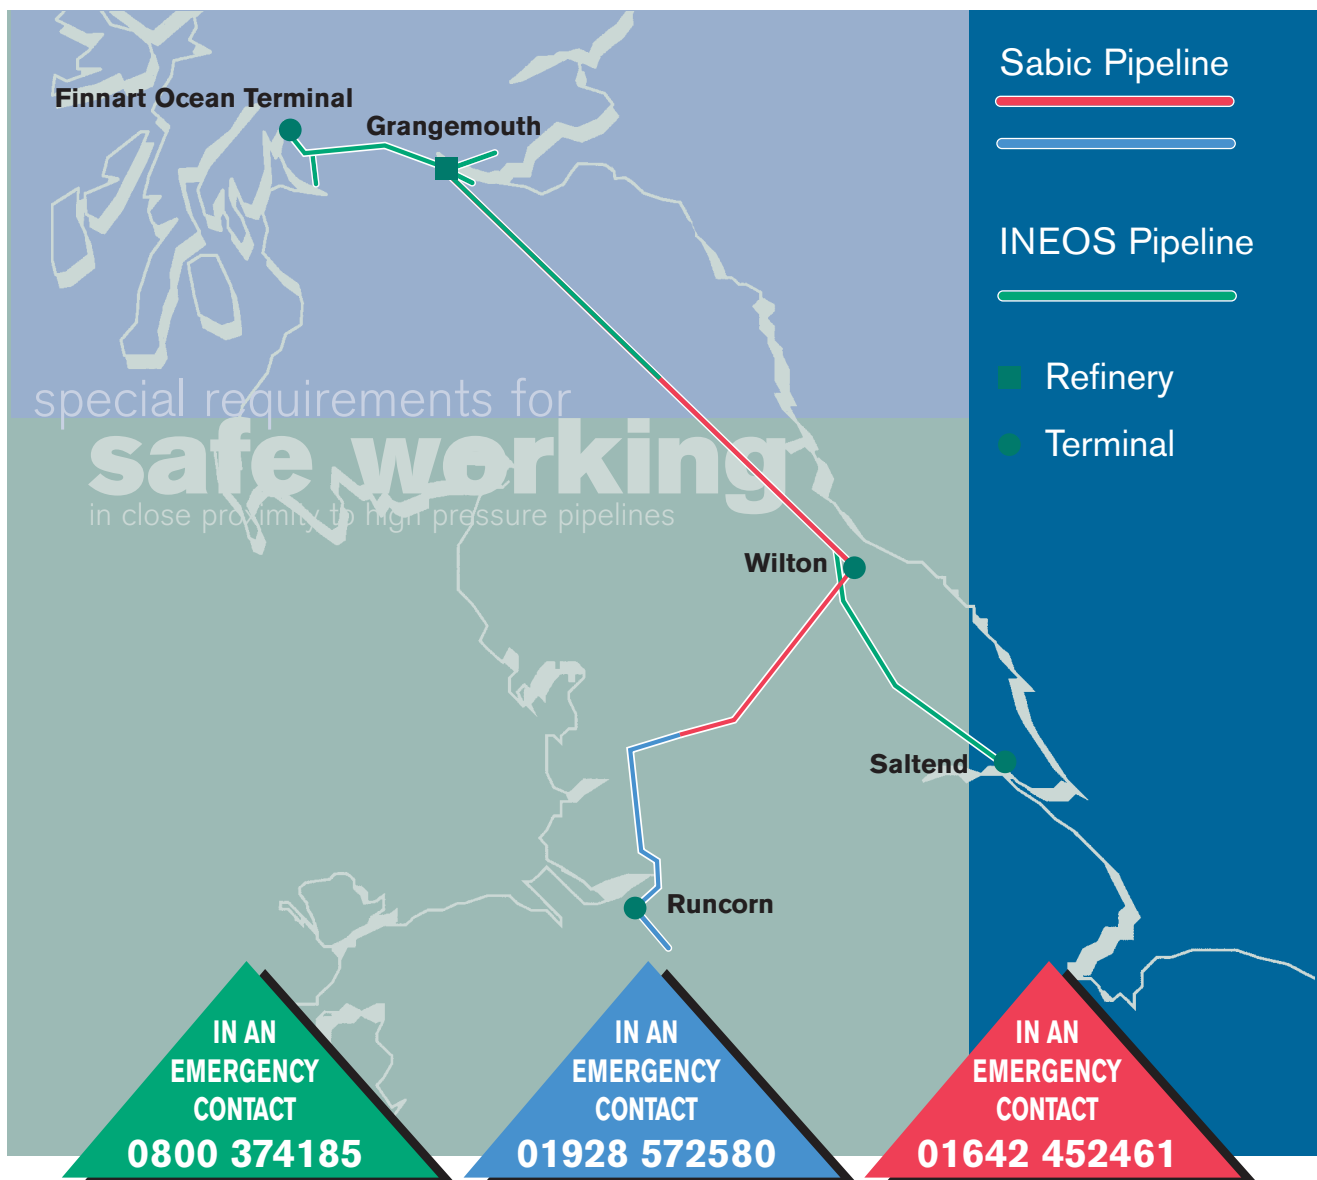 Finnart Ocean Terminal
Grangemouth
special requirements for
safe working
in close proximity to high pressure pipelines
Wilton
Saltend
Runcorn
Sabic Pipeline
INEOS Pipeline
Refinery
Terminal
IN AN
EMERGENCY
CONTACT
0800 374185
IN AN
EMERGENCY
CONTACT
01928 572580
IN AN
EMERGENCY
CONTACT
01642 452461